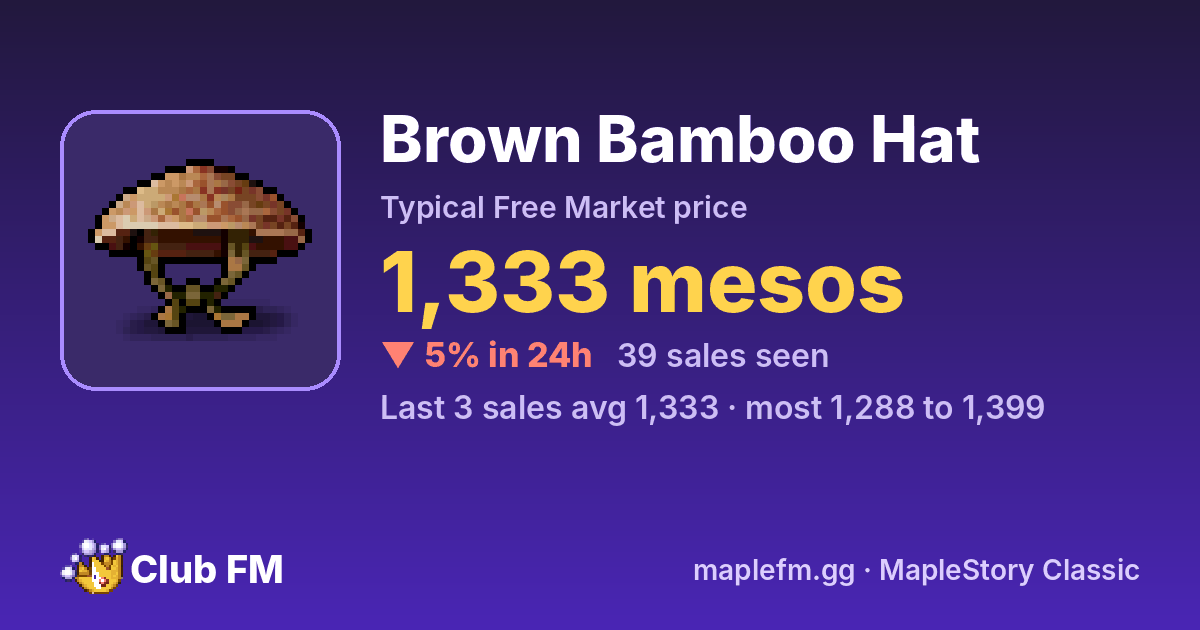 Brown Bamboo Hat
Typical Free Market price
1,333 mesos
▼ 5% in 24h 39 sales seen
Last 3 sales avg 1,333 · most 1,288 to 1,399
Club FM
maplefm.gg · MapleStory Classic